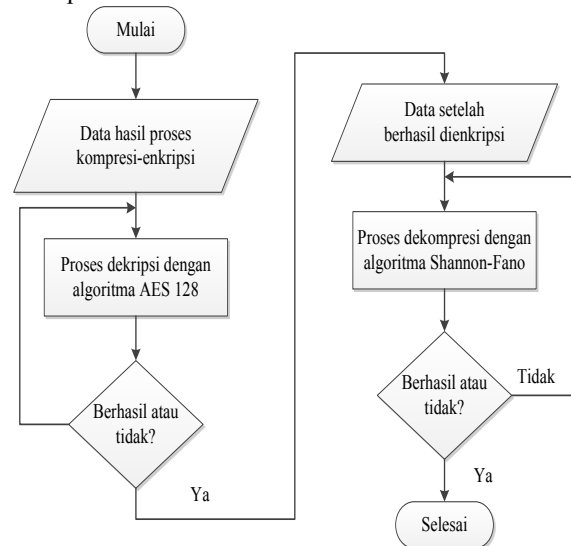 Mulai
Data hasil proses
kompresi-enkripsi
Proses dekripsi dengan
algoritma AES 128
Berhasil atau
tidak?
Ya
Data setelah
berhasil dienkripsi
Proses dekompresi dengan
algoritma Shannon-Fano
Berhasil atau
tidak?
Tidak
Ya
Selesai